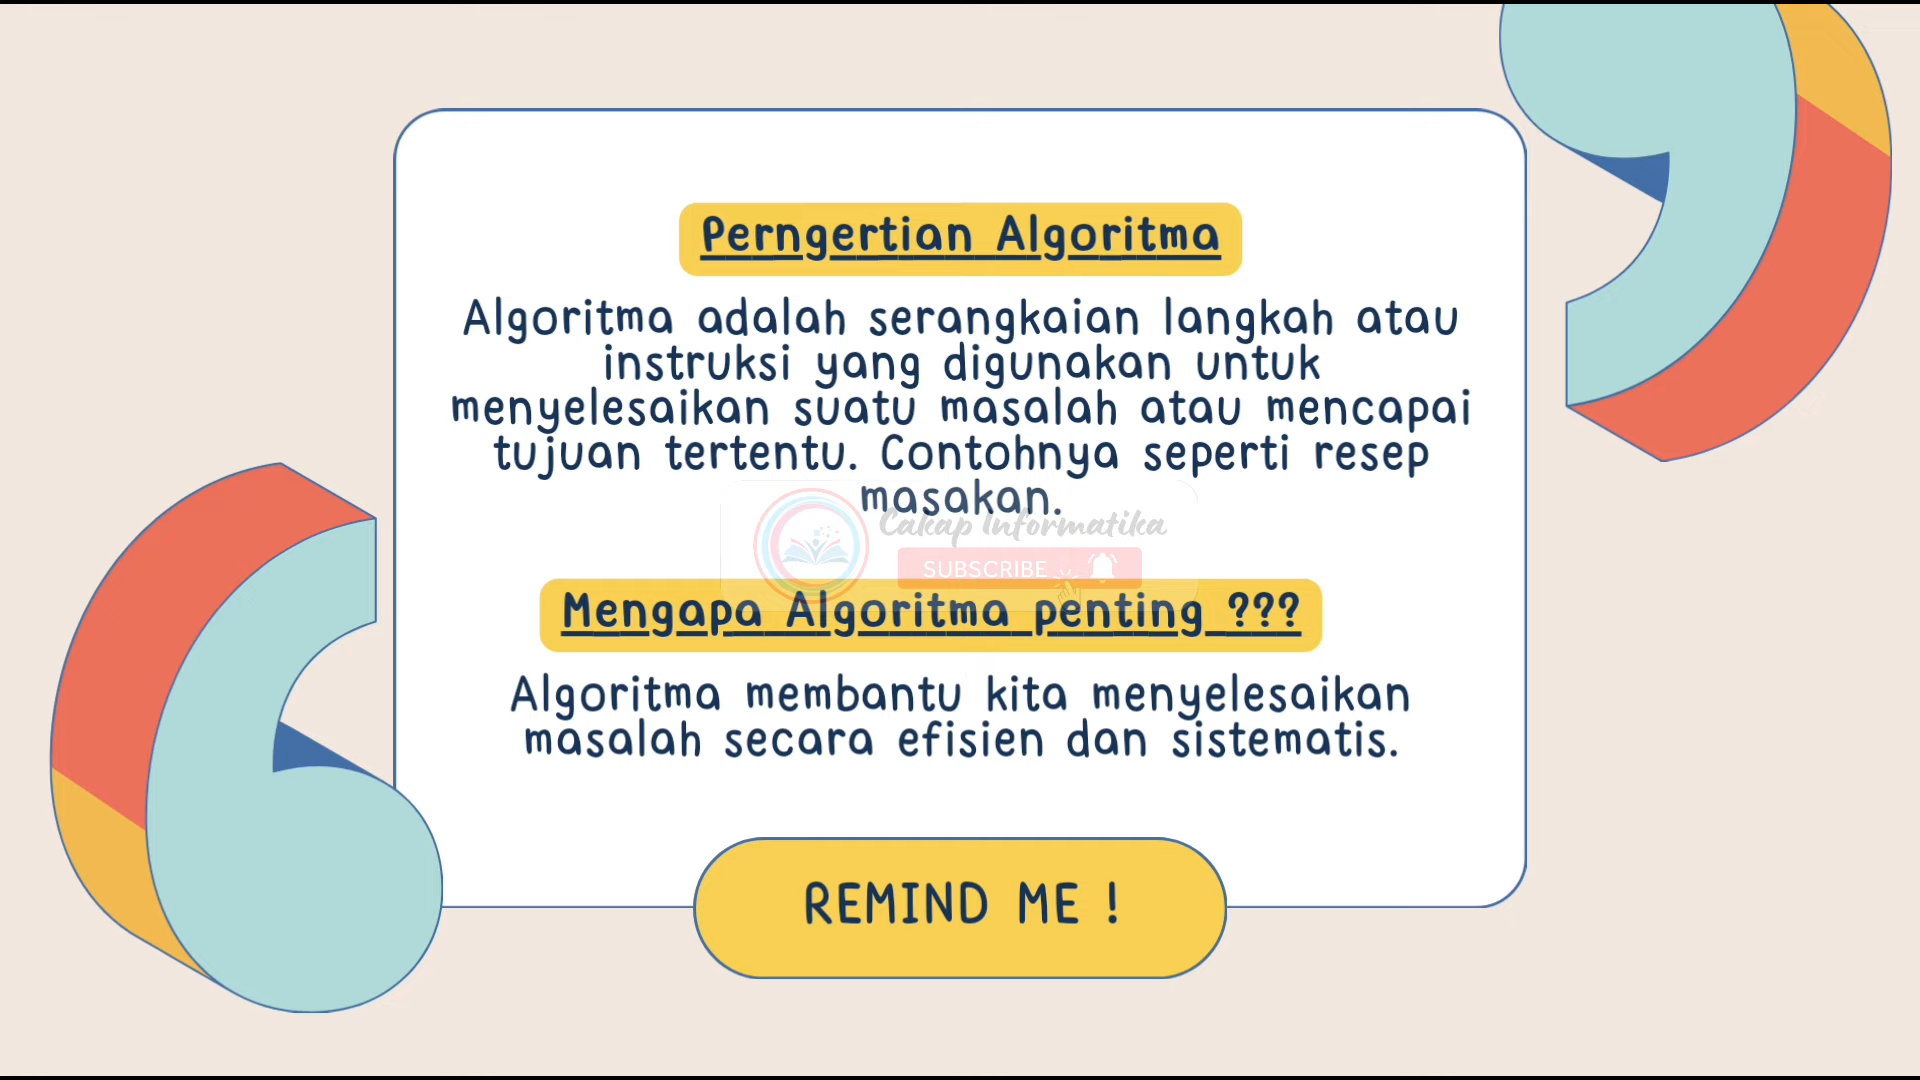 Perngertian Algoritma
Algoritma adalah serangkaian langkah atau
instruksi yang digunakan untuk
menyelesaikan suatu masalah atau mencapai
tujuan tertentu. Contohnya seperti resep
masakan.
Cakap Informatika
SUBSCRIBE
Mengapa Algoritma penting ???
Algoritma membantu kita menyelesaikan
masalah secara efisien dan sistematis.
REMIND ME !